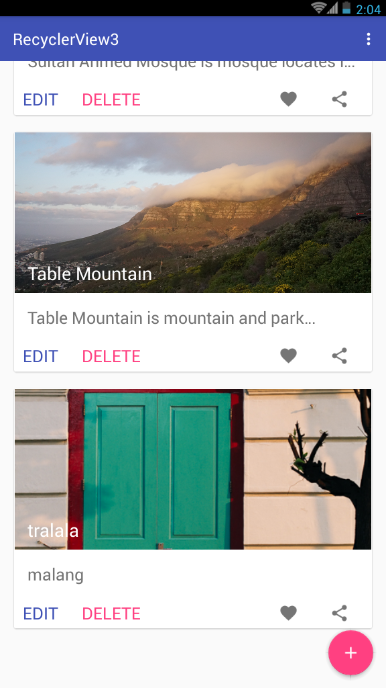 2:04
RecyclerView3
Sultan Ahmed Mosque is mosque locates i...
EDIT DELETE
Table Mountain
Table Mountain is mountain and park...
EDIT DELETE
tralala
malang
EDIT DELETE